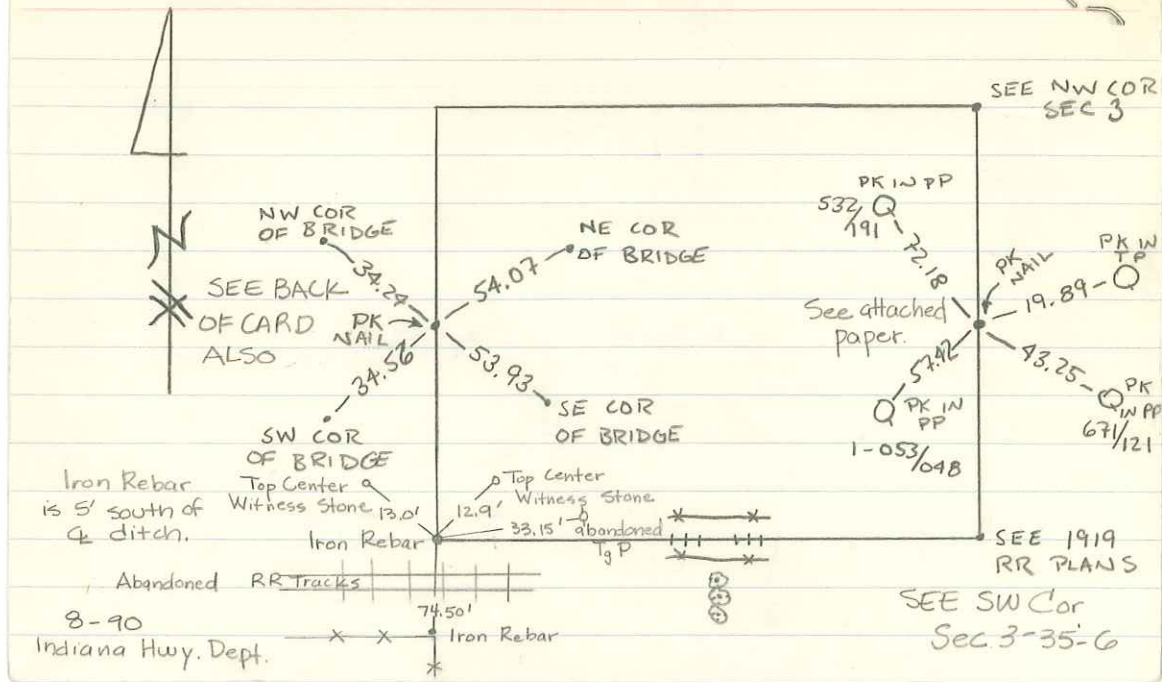 SEE NW COR
SEC 3
N
NW COR
OF BRIDGE
34.24
NE COR
OF BRIDGE
54.07
SEE BACK
OF CARD
ALSO
PK
NAIL
34.56
SW COR
OF BRIDGE
53.93
SE COR
OF BRIDGE
PK IN PP
532/191
72.18
PK
NAIL
PK IN
TP
19.89
See attached
paper.
57.42
PK IN
PP
1-053/048
43.25
PK
IN PP
671/121
Iron Rebar
is 5' south of
℄ ditch.
Top Center
Witness Stone
13.0'
Top Center
Witness Stone
12.9'
33.15'
abandoned
Tg P
Iron Rebar
SEE 1919
RR PLANS
Abandoned RR Tracks
74.50'
Iron Rebar
SEE SW Cor
Sec. 3-35-6
8-90
Indiana Hwy. Dept.